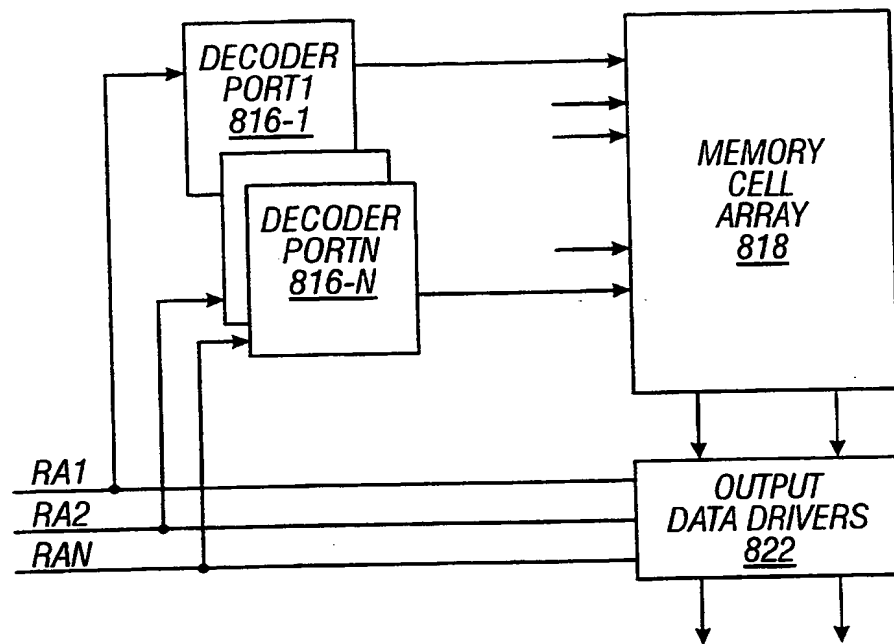 DECODER
PORT1
816-1
DECODER
PORTN
816-N
MEMORY
CELL
ARRAY
818
RA1
RA2
RAN
OUTPUT
DATA DRIVERS
822